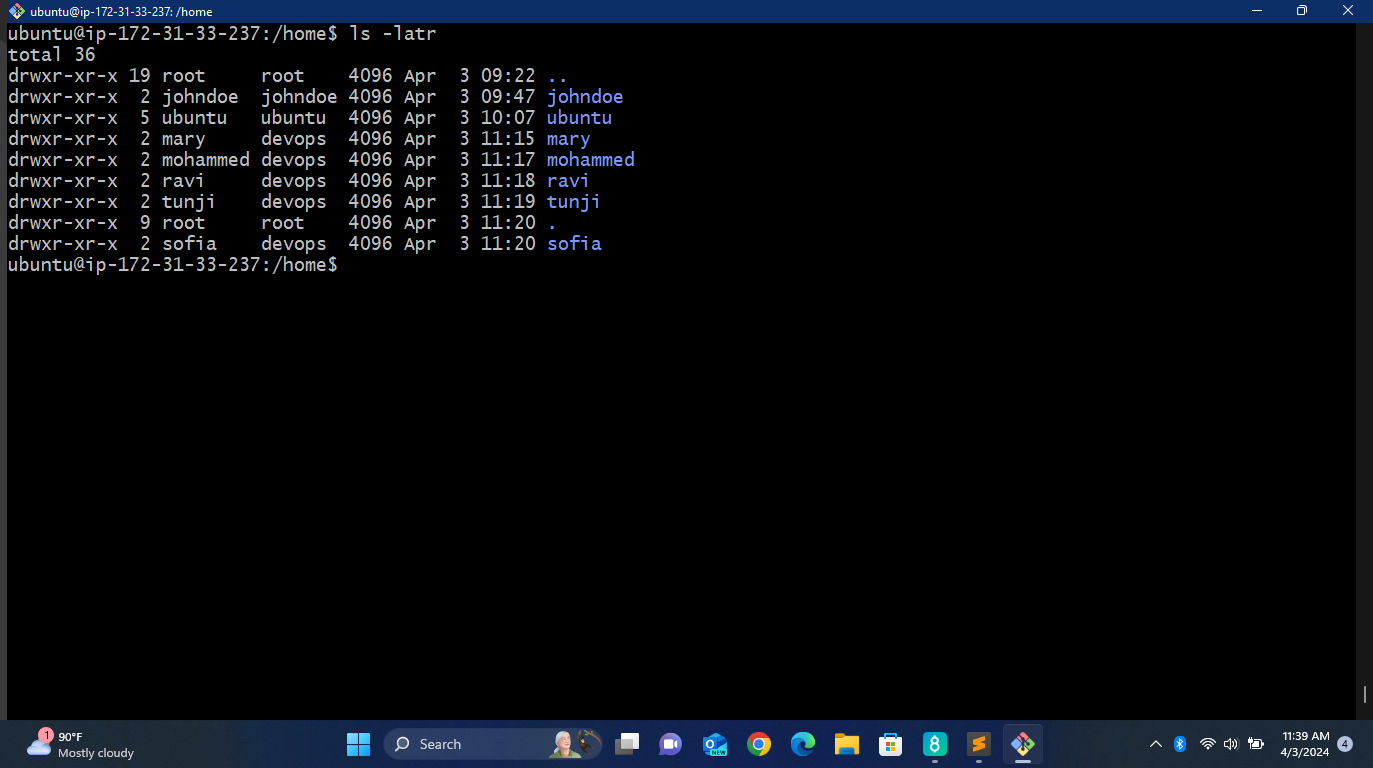 ubuntu@ip-172-31-33-237: /home
ubuntu@ip-172-31-33-237:/home$ ls -latr
total 36
drwxr-xr-x 19 root     root    4096 Apr  3 09:22 ..
drwxr-xr-x  2 johndoe  johndoe 4096 Apr  3 09:47 johndoe
drwxr-xr-x  5 ubuntu   ubuntu  4096 Apr  3 10:07 ubuntu
drwxr-xr-x  2 mary     devops  4096 Apr  3 11:15 mary
drwxr-xr-x  2 mohammed devops  4096 Apr  3 11:17 mohammed
drwxr-xr-x  2 ravi     devops  4096 Apr  3 11:18 ravi
drwxr-xr-x  2 tunji    devops  4096 Apr  3 11:19 tunji
drwxr-xr-x  9 root     root    4096 Apr  3 11:20 .
drwxr-xr-x  2 sofia    devops  4096 Apr  3 11:20 sofia
ubuntu@ip-172-31-33-237:/home$
1
90°F
Mostly cloudy
Search
NEW
8
11:39 AM
4/3/2024
4